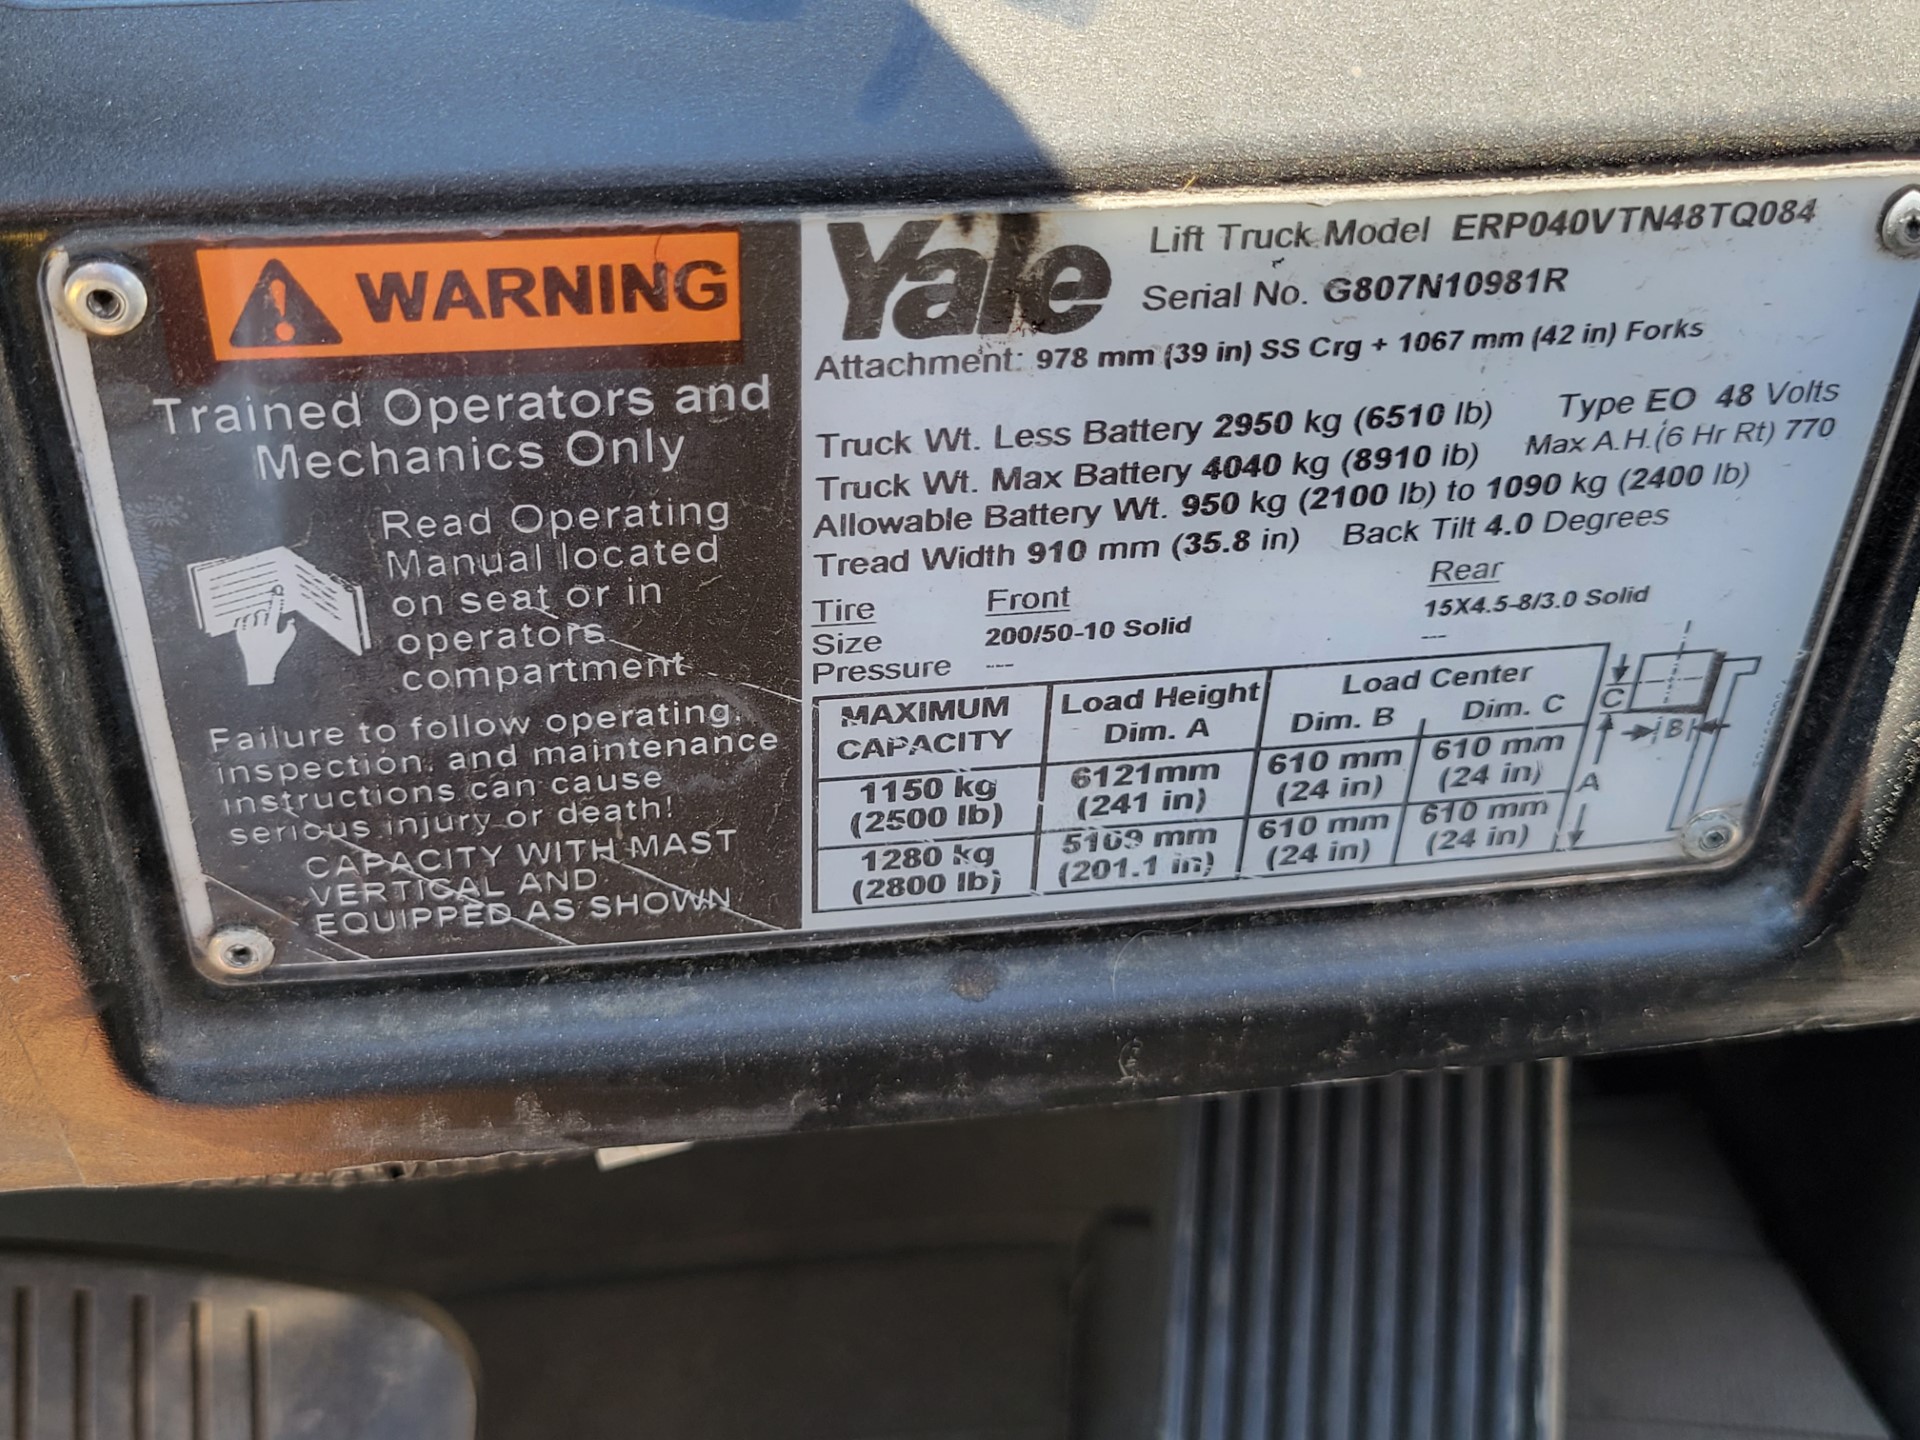 WARNING
Trained Operators and
Mechanics Only
Read Operating
Manual located
on seat or in
operators
compartment
Failure to follow operating,
inspection, and maintenance
instructions can cause
serious injury or death!
CAPACITY WITH MAST
VERTICAL AND
EQUIPPED AS SHOWN
Yale
Lift Truck Model ERP040VTN48TQ084
Serial No. G807N10981R
Attachment: 978 mm (39 in) SS Crg + 1067 mm (42 in) Forks
Truck Wt. Less Battery 2950 kg (6510 lb) Type EO 48 Volts
Truck Wt. Max Battery 4040 kg (8910 lb) Max A.H.(6 Hr Rt) 770
Allowable Battery Wt. 950 kg (2100 lb) to 1090 kg (2400 lb)
Tread Width 910 mm (35.8 in) Back Tilt 4.0 Degrees
Tire Front Rear
Size 200/50-10 Solid 15X4.5-8/3.0 Solid
Pressure --- ---
MAXIMUM CAPACITY Load Height Dim. A Load Center Dim. B Dim. C
1150 kg (2500 lb) 6121mm (241 in) 610 mm (24 in) 610 mm (24 in)
1280 kg (2800 lb) 5109 mm (201.1 in) 610 mm (24 in) 610 mm (24 in)
C
B
A